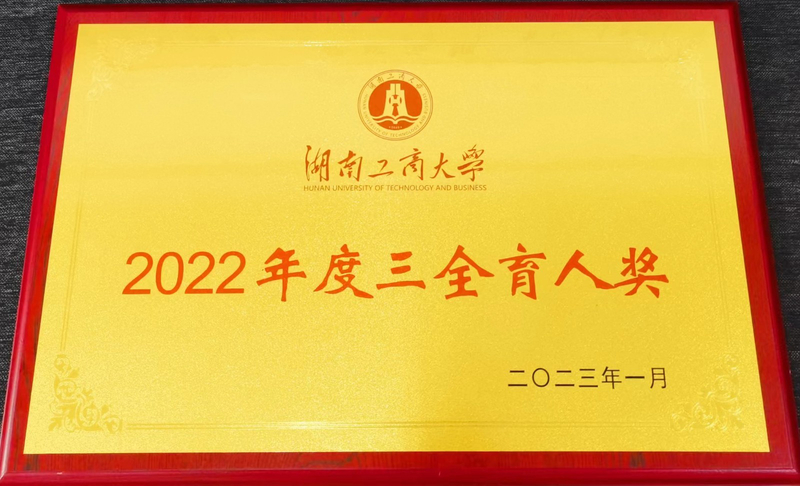 湖南工商大學
HUNAN UNIVERSITY OF TECHNOLOGY AND BUSINESS
2022年度三全育人奖
二〇二三年一月